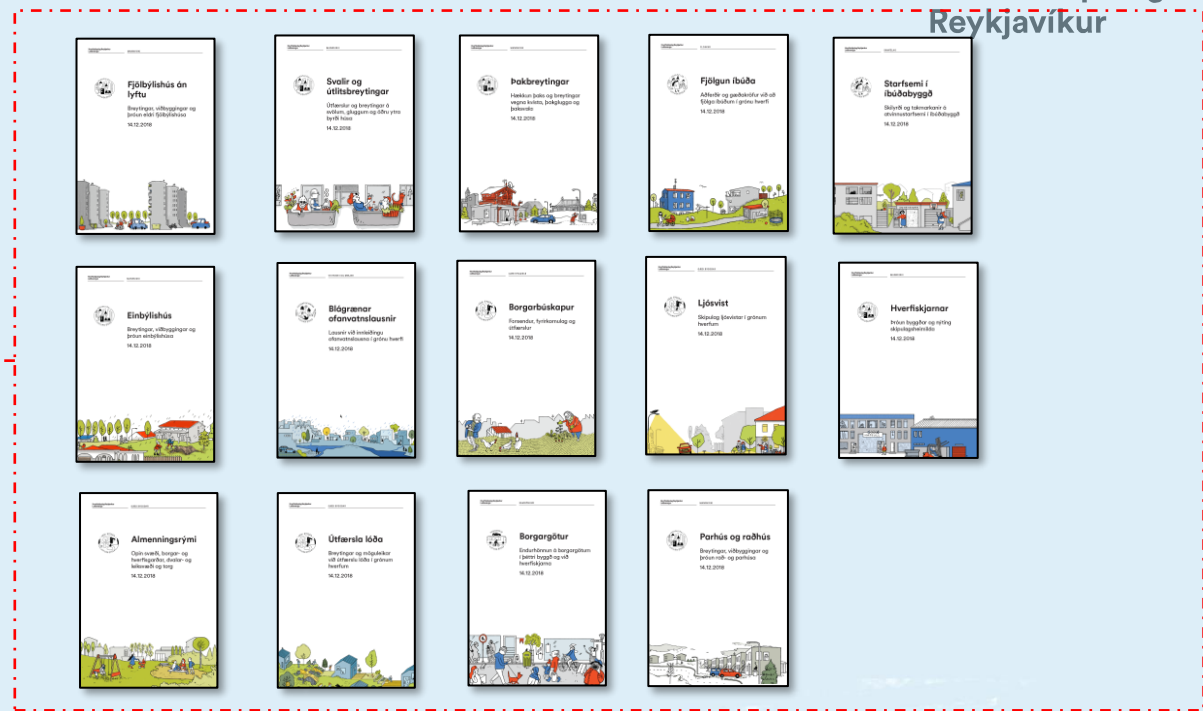 Reykjavíkur
Fjölbýlishús án
lyftu
Breytingar, viðbyggingar og
þróun eldri fjölbýlishúsa
14.12.2018
Svalir og
útlitsbreytingar
Útfærslur og breytingar á
svölum, gluggum og öðru ytra
byrði húsa
14.12.2018
Þakbreytingar
Hækkun þaks og breytingar
vegna kvista, þakglugga og
þaksvala
14.12.2018
Fjölgun íbúða
Aðferðir og gæðakröfur við að
fjölga íbúðum í grónu hverfi
14.12.2018
Starfsemi í
íbúðabyggð
Skilyrði og takmarkanir á
atvinnustarfsemi í íbúðabyggð
14.12.2018
Einbýlishús
Breytingar, viðbyggingar og
þróun einbýlishúsa
14.12.2018
Blágrænar
ofanvatnslausnir
Lausnir við innleiðingu
ofanvatnslausna í grónu hverfi
14.12.2018
Borgarbúskapur
Forsendur, fyrirkomulag og
útfærslur
14.12.2018
Ljósvist
Skipulag ljósvistar í grónum
hverfum
14.12.2018
Hverfiskjarnar
Þróun byggðar og nýting
skipulagsheimilda
14.12.2018
Almenningsrými
Opin svæði, borgar- og
hverfisgarðar, dvalar- og
leiksvæði og torg
14.12.2018
Útfærsla lóða
Breytingar og möguleikar
við útfærslu lóða í grónum
hverfum
14.12.2018
Borgargötur
Endurhönnun á borgargötum
í þéttri byggð og við
hverfiskjarna
14.12.2018
Parhús og raðhús
Breytingar, viðbyggingar og
þróun rað- og parhúsa
14.12.2018